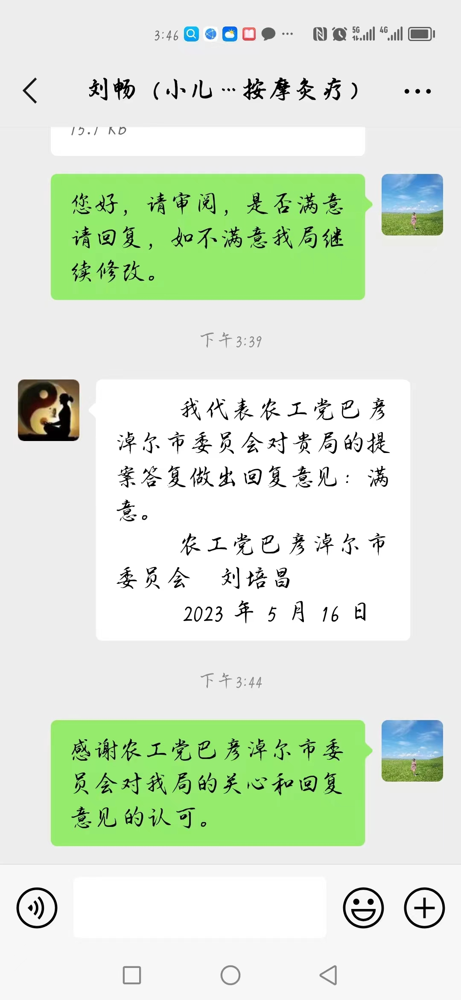 3:46
5G
4G
刘畅（小儿…按摩灸疗）
15.1 KB
您好，请审阅，是否满意
请回复，如不满意我局继
续修改。
下午3:39
我代表农工党巴彦
淖尔市委员会对贵局的提
案答复做出回复意见：满
意。
农工党巴彦淖尔市
委员会 刘培昌
2023 年 5 月 16 日
下午3:44
感谢农工党巴彦淖尔市委
员会对我局的关心和回复
意见的认可。